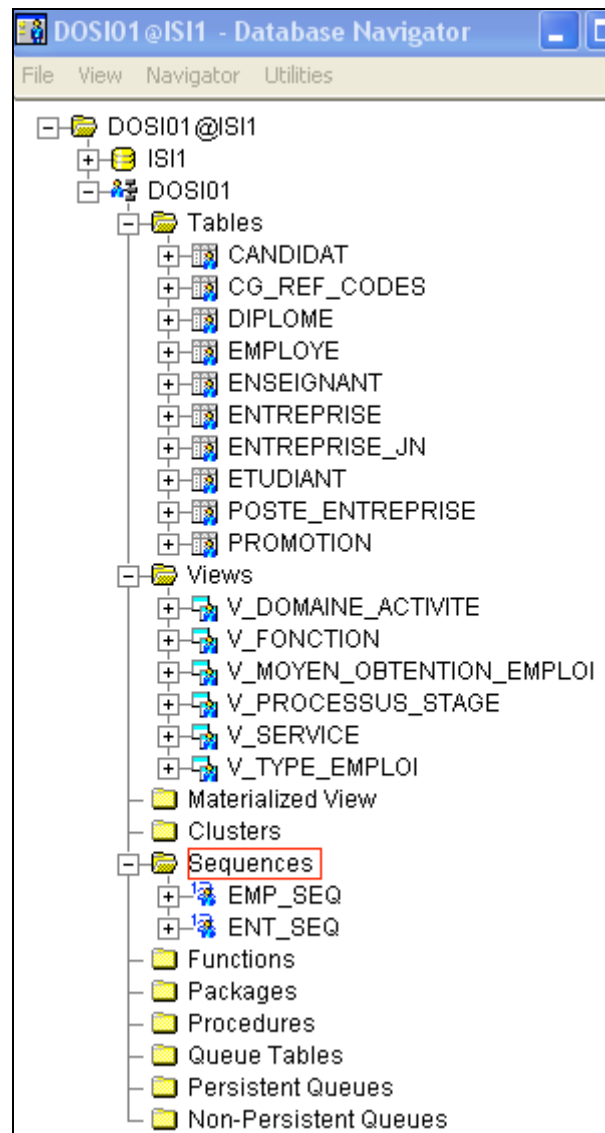 DOSI01@ISI1 - Database Navigator
File View Navigator Utilities
DOSI01@ISI1
ISI1
DOSI01
Tables
CANDIDAT
CG_REF_CODES
DIPLOME
EMPLOYE
ENSEIGNANT
ENTREPRISE
ENTREPRISE_JN
ETUDIANT
POSTE_ENTREPRISE
PROMOTION
Views
V_DOMAINE_ACTIVITE
V_FONCTION
V_MOYEN_OBTENTION_EMPLOI
V_PROCESSUS_STAGE
V_SERVICE
V_TYPE_EMPLOI
Materialized View
Clusters
Sequences
EMP_SEQ
ENT_SEQ
Functions
Packages
Procedures
Queue Tables
Persistent Queues
Non-Persistent Queues